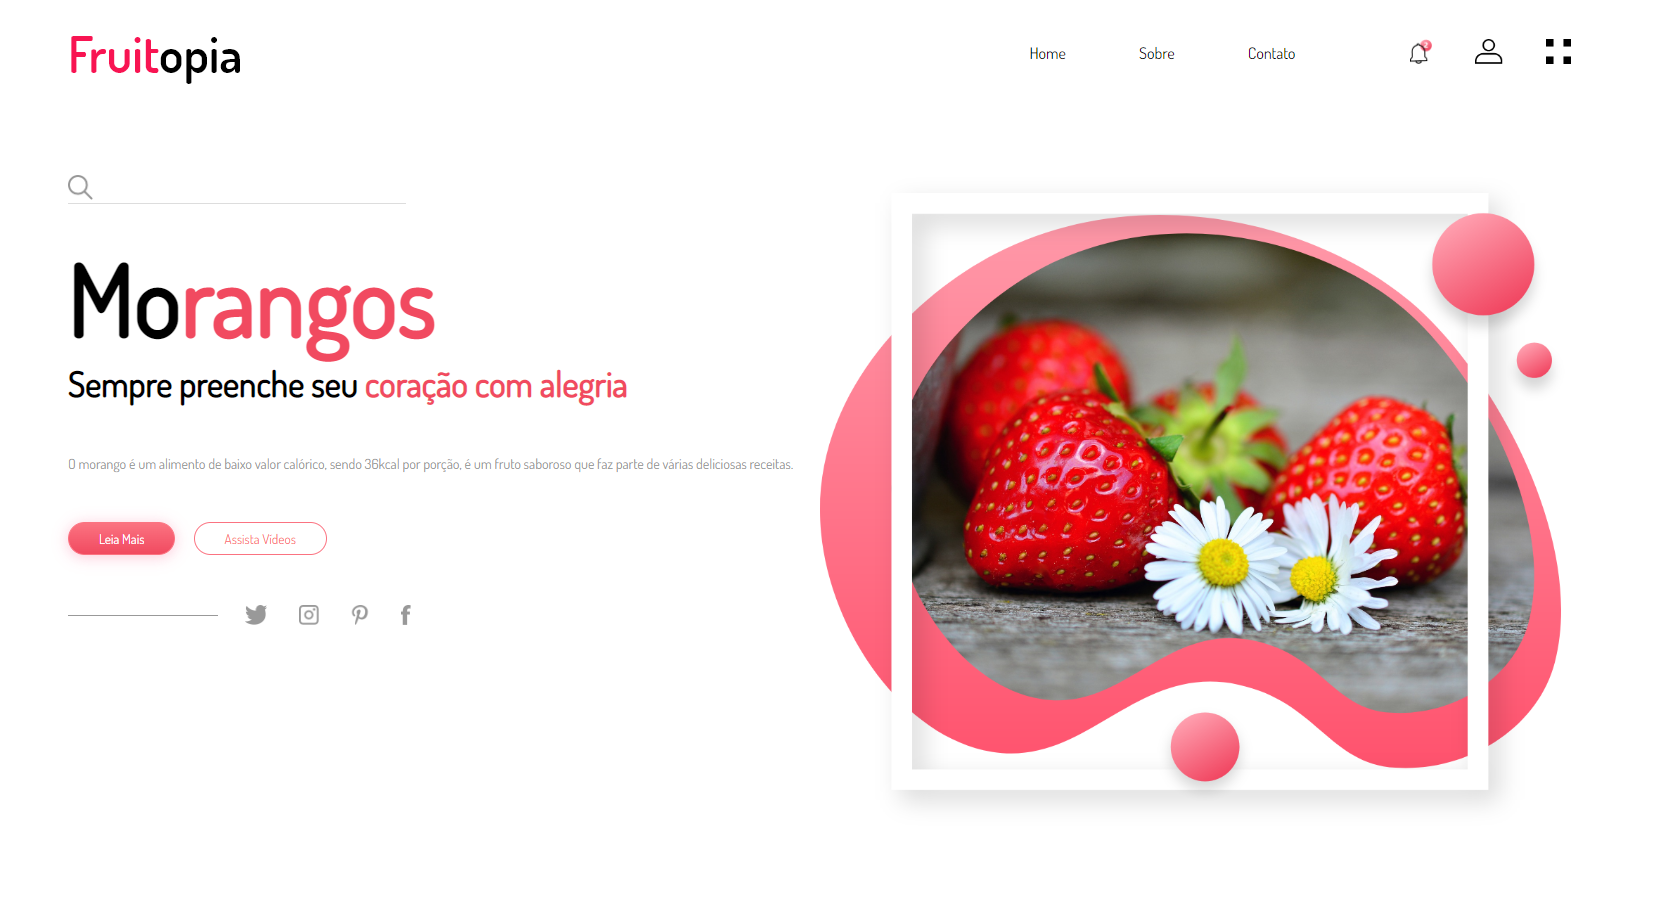 Fruitopia
Home Sobre Contato
Morangos
Sempre preenche seu coração com alegria
O morango é um alimento de baixo valor calórico, sendo 36kcal por porção, é um fruto saboroso que faz parte de várias deliciosas receitas.
Leia Mais Assista Videos